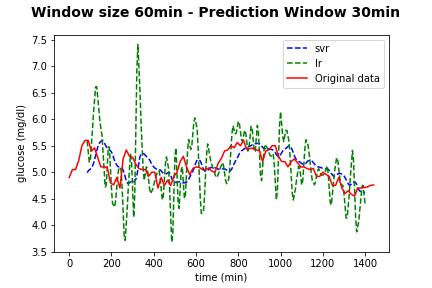 Window size 60min - Prediction Window 30min
svr
lr
Original data
glucose (mg/dl)
7.5
7.0
6.5
6.0
5.5
5.0
4.5
4.0
3.5
0 200 400 600 800 1000 1200 1400
time (min)